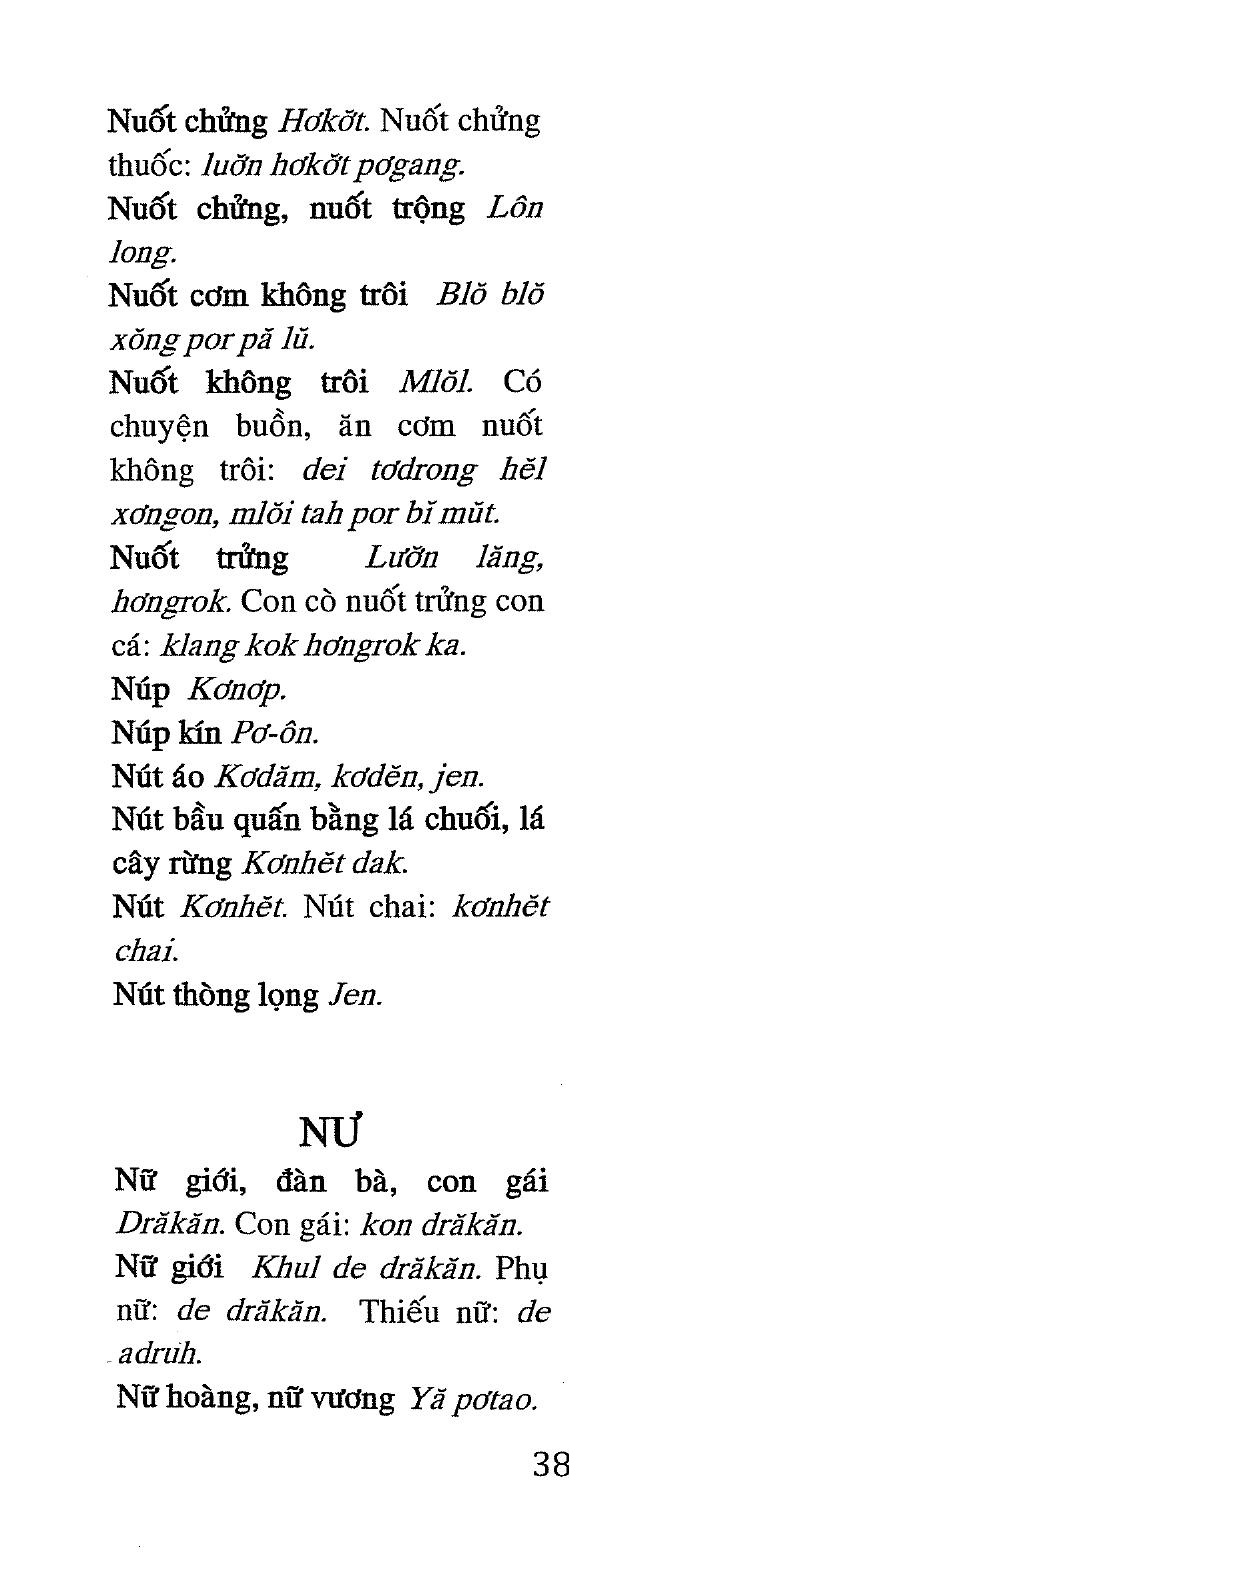 Nuốt chửng Hơkơ̆t. Nuốt chửng
thuốc: luơ̆n hơkơ̆t pơgang.
Nuốt chửng, nuốt trộng Lôn
long.
Nuốt cơm không trôi Blŏ blŏ
xŏng por pă lŭ.
Nuốt không trôi Mlŏl. Có
chuyện buồn, ăn cơm nuốt
không trôi: dei tơdrong hĕl
xơngon, mlŏi tah por bĭ mŭt.
Nuốt trửng Lươ̆n lăng,
hơngrok. Con cò nuốt trửng con
cá: klang kok hơngrok ka.
Núp Kơnơp.
Núp kín Pơ-ôn.
Nút áo Kơdăm, kơdĕn, jen.
Nút bầu quấn bằng lá chuối, lá
cây rừng Kơnhĕt dak.
Nút Kơnhĕt. Nút chai: kơnhĕt
chai.
Nút thòng lọng Jen.
NƯ
Nữ giới, đàn bà, con gái
Drăkăn. Con gái: kon drăkăn.
Nữ giới Khul de drăkăn. Phụ
nữ: de drăkăn. Thiếu nữ: de
adruh.
Nữ hoàng, nữ vương Yă pơtao.
38